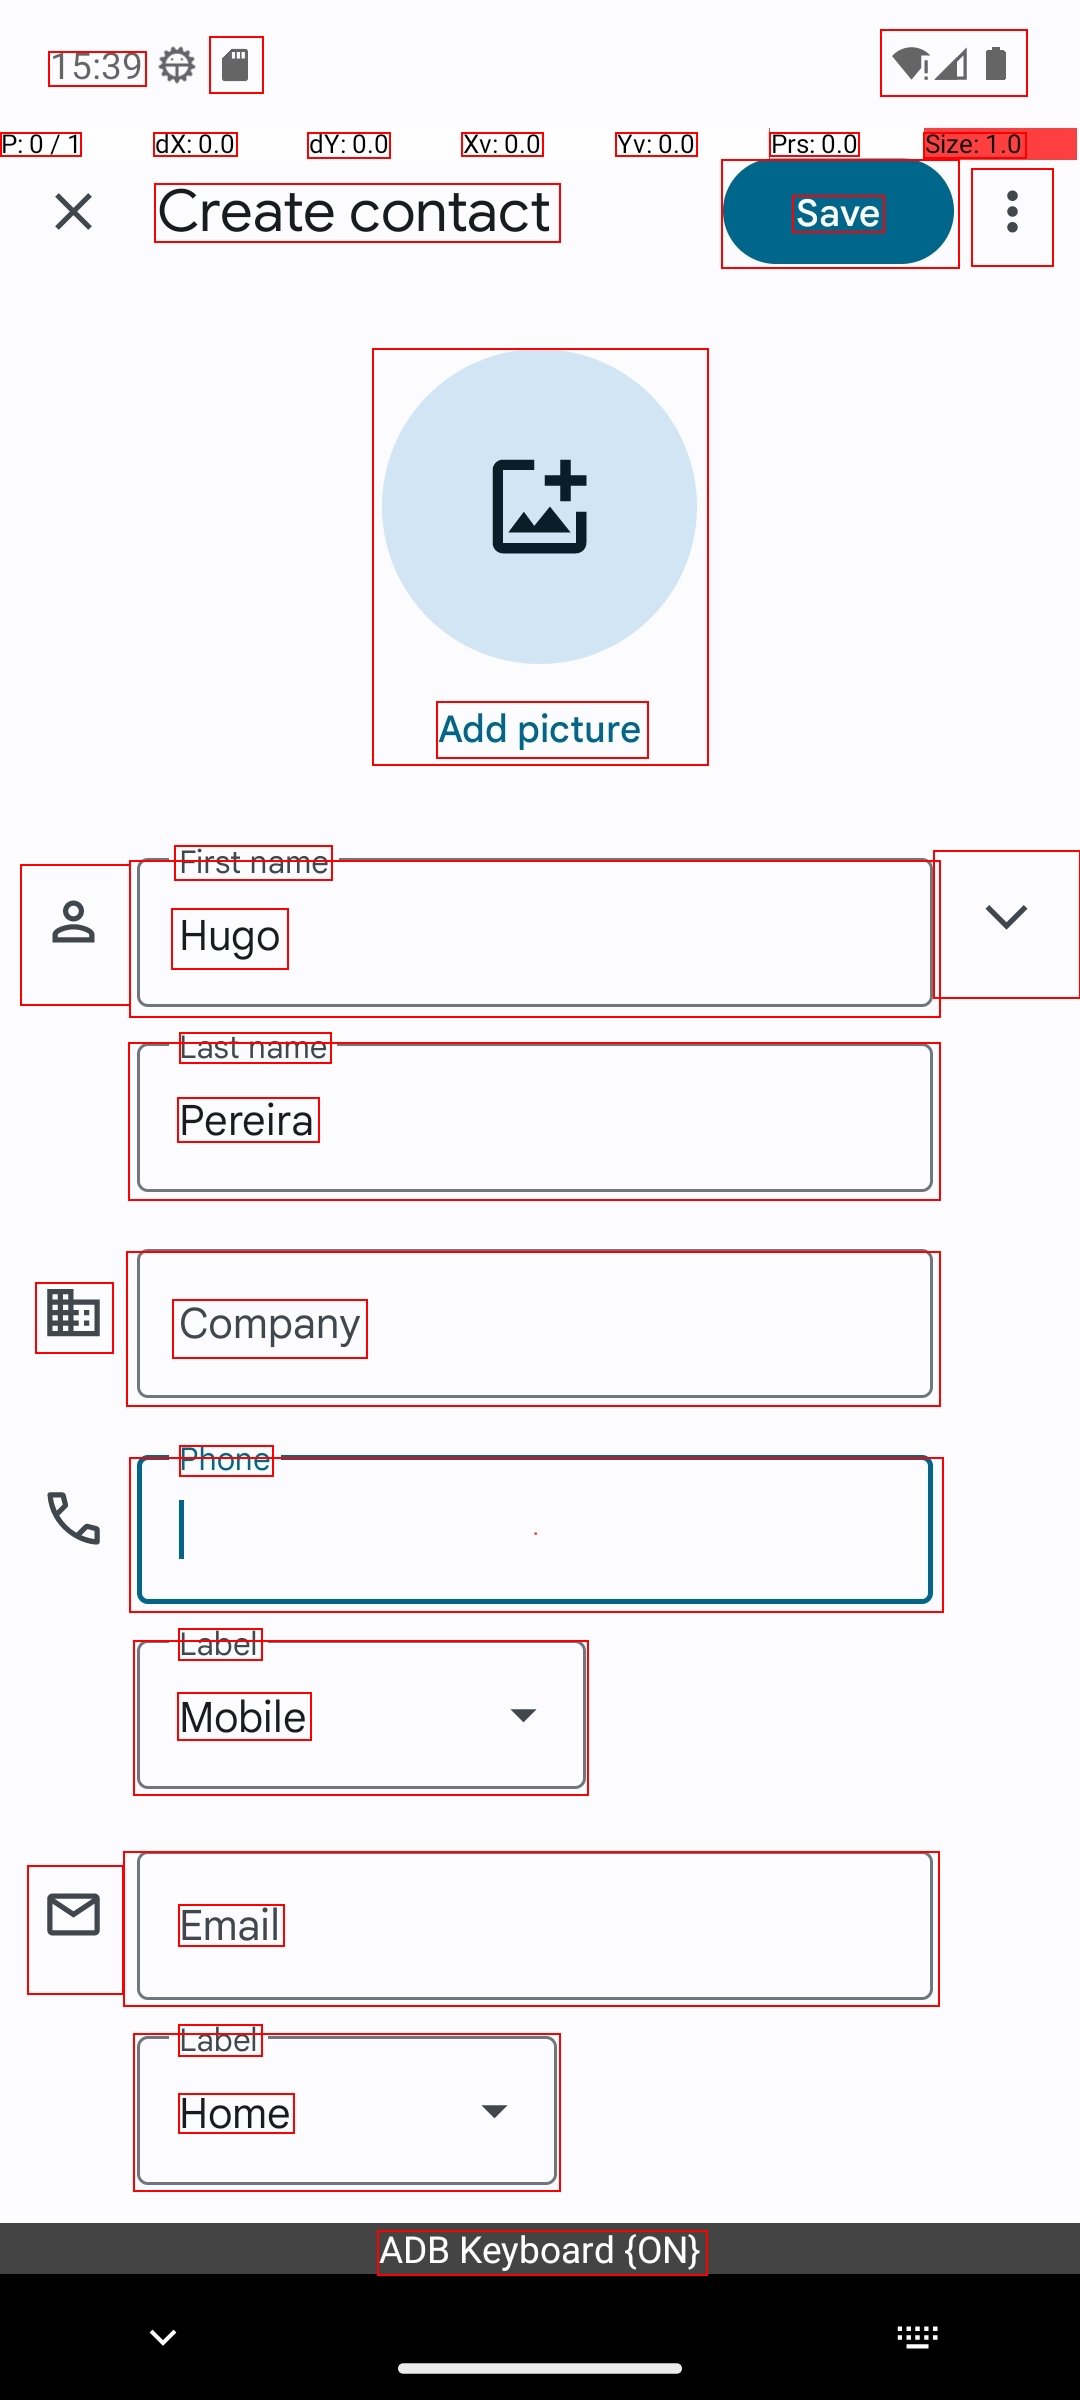 15:39
P: 0 / 1 dX: 0.0 dY: 0.0 Xv: 0.0 Yv: 0.0 Prs: 0.0 Size: 1.0
Create contact Save
Add picture
First name
Hugo
Last name
Pereira
Company
Phone
Label
Mobile
Email
Label
Home
ADB Keyboard {ON}